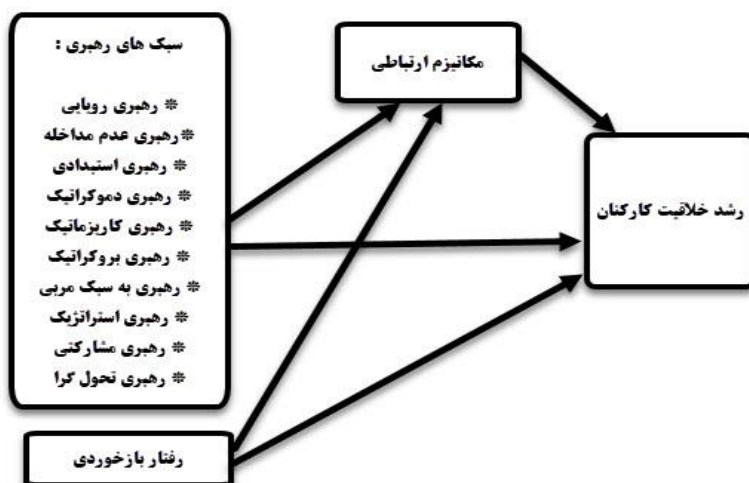 سبک های رهبری :
❊ رهبری رویایی
❊رهبری عدم مداخله
❊ رهبری استبدادی
❊ رهبری دموکراتیک
❊ رهبری کاریزماتیک
❊ رهبری بروکراتیک
❊ رهبری به سبک مربی
❊ رهبری استراتژیک
❊ رهبری مشارکتی
❊ رهبری تحول گرا
مکانیزم ارتباطی
رشد خلاقیت کارکنان
رفتار بازخوردی